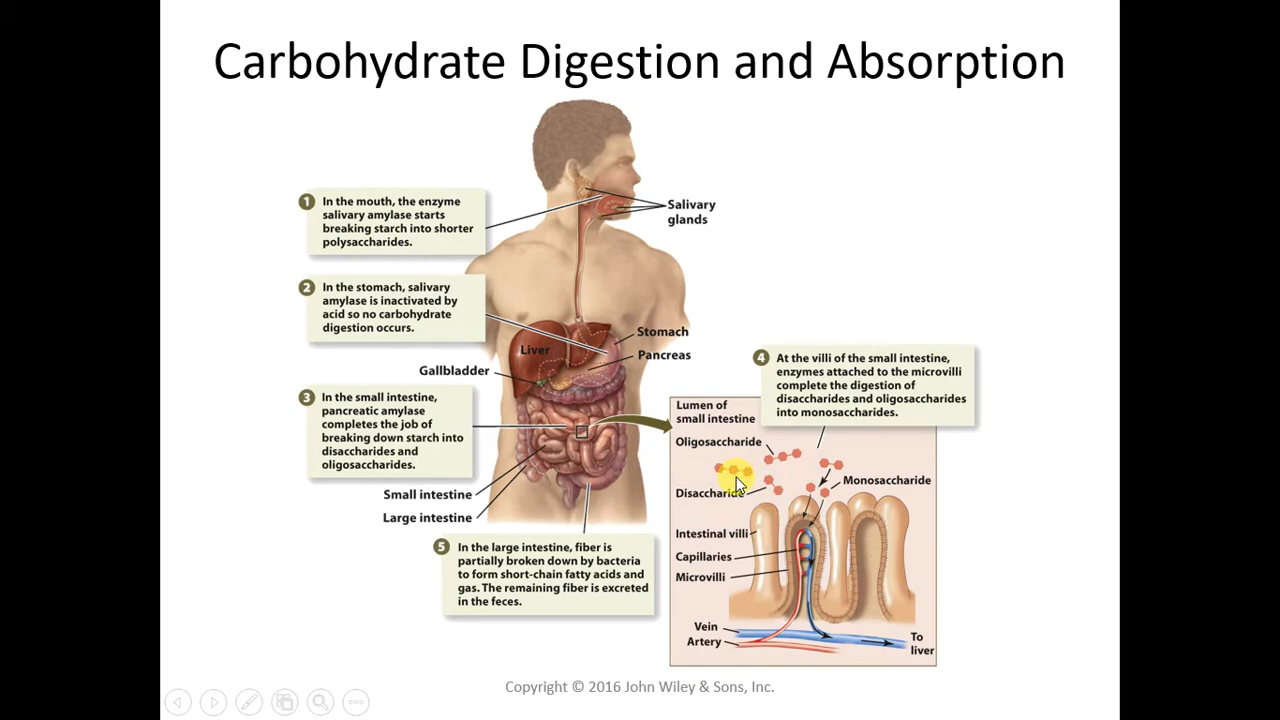 Carbohydrate Digestion and Absorption
1 In the mouth, the enzyme
salivary amylase starts
breaking starch into shorter
polysaccharides.
Salivary
glands
2 In the stomach, salivary
amylase is inactivated by
acid so no carbohydrate
digestion occurs.
Stomach
Liver
Pancreas
Gallbladder
3 In the small intestine,
pancreatic amylase
completes the job of
breaking down starch into
disaccharides and
oligosaccharides.
Small intestine
Large intestine
4 At the villi of the small intestine,
enzymes attached to the microvilli
complete the digestion of
disaccharides and oligosaccharides
into monosaccharides.
Lumen of
small intestine
Oligosaccharide
Disaccharide
Monosaccharide
Intestinal villi
Capillaries
Microvilli
Vein
Artery
To
liver
5 In the large intestine, fiber is
partially broken down by bacteria
to form short-chain fatty acids and
gas. The remaining fiber is excreted
in the feces.
Copyright © 2016 John Wiley & Sons, Inc.